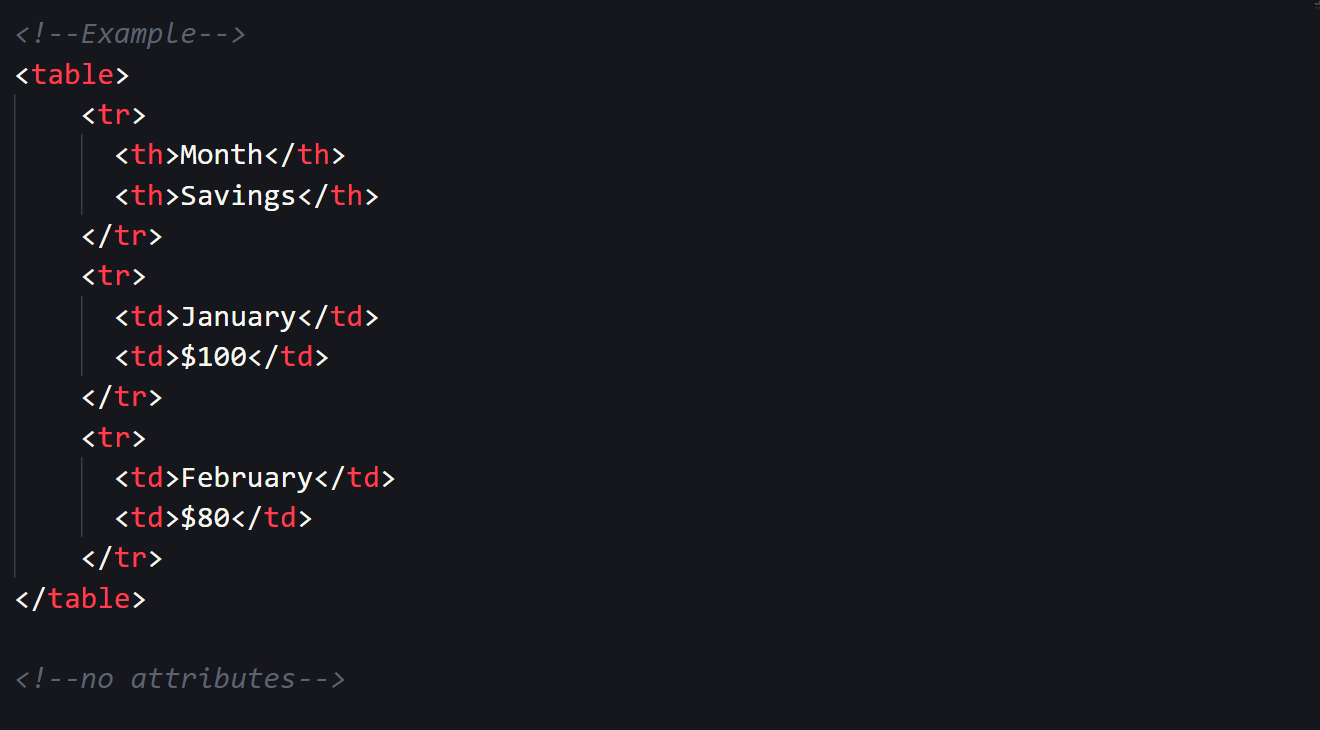 <!--Example-->
<table>
    <tr>
      <th>Month</th>
      <th>Savings</th>
    </tr>
    <tr>
      <td>January</td>
      <td>$100</td>
    </tr>
    <tr>
      <td>February</td>
      <td>$80</td>
    </tr>
</table>

<!--no attributes-->